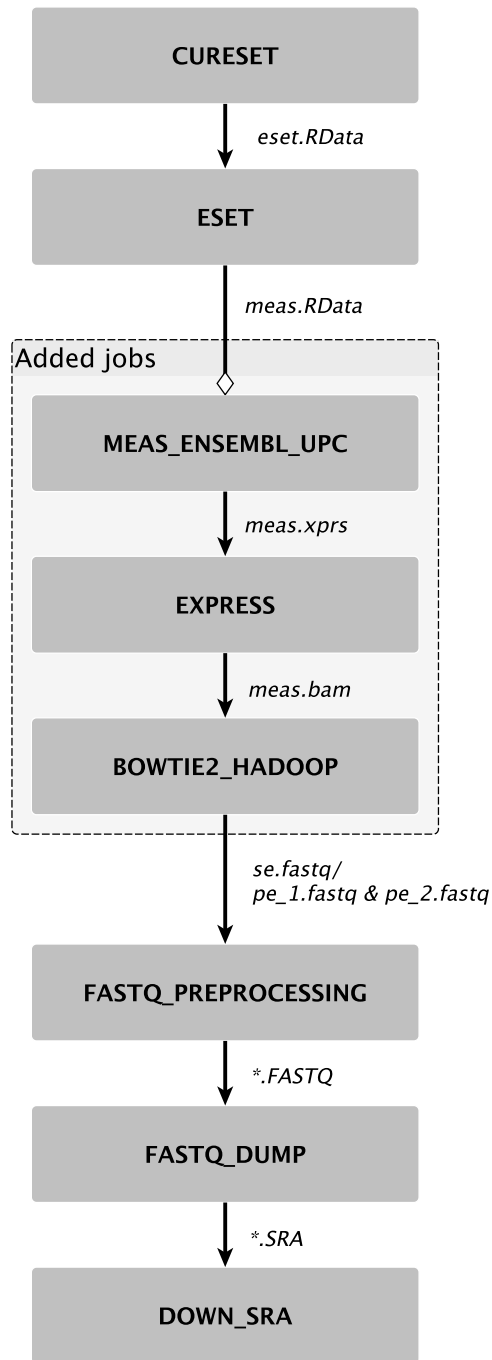 CURESET
eset.RData
ESET
meas.RData
Added jobs
MEAS_ENSEMBL_UPC
meas.xprs
EXPRESS
meas.bam
BOWTIE2_HADOOP
se.fastq/
pe_1.fastq & pe_2.fastq
FASTQ_PREPROCESSING
*.FASTQ
FASTQ_DUMP
*.SRA
DOWN_SRA